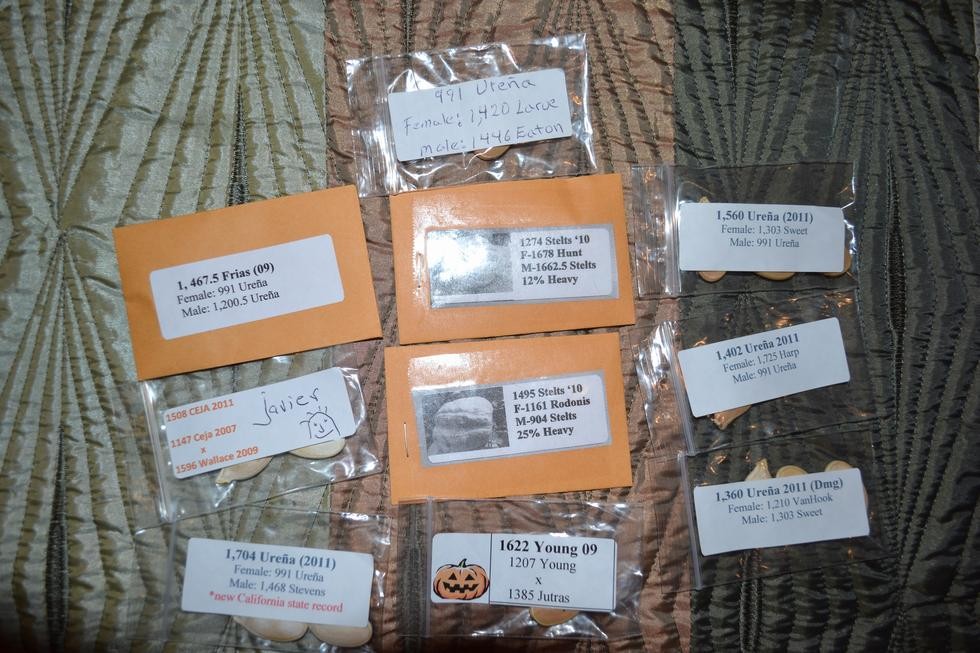 991 Ureña
Female: 1,420 Larue
male: 1446 Eaton
1, 467.5 Frias (09)
Female: 991 Ureña
Male: 1,200.5 Ureña
1274 Stelts ‘10
F-1678 Hunt
M-1662.5 Stelts
12% Heavy
1,560 Ureña (2011)
Female: 1,303 Sweet
Male: 991 Ureña
1508 CEJA 2011
Javier
1147 Ceja 2007
x
1596 Wallace 2009
1495 Stelts ‘10
F-1161 Rodonis
M-904 Stelts
25% Heavy
1,402 Ureña 2011
Female: 1,725 Harp
Male: 991 Ureña
1,360 Ureña 2011 (Dmg)
Female: 1,210 VanHook
Male: 1,303 Sweet
1,704 Ureña (2011)
Female: 991 Ureña
Male: 1,468 Stevens
*new California state record
1622 Young 09
1207 Young
x
1385 Jutras